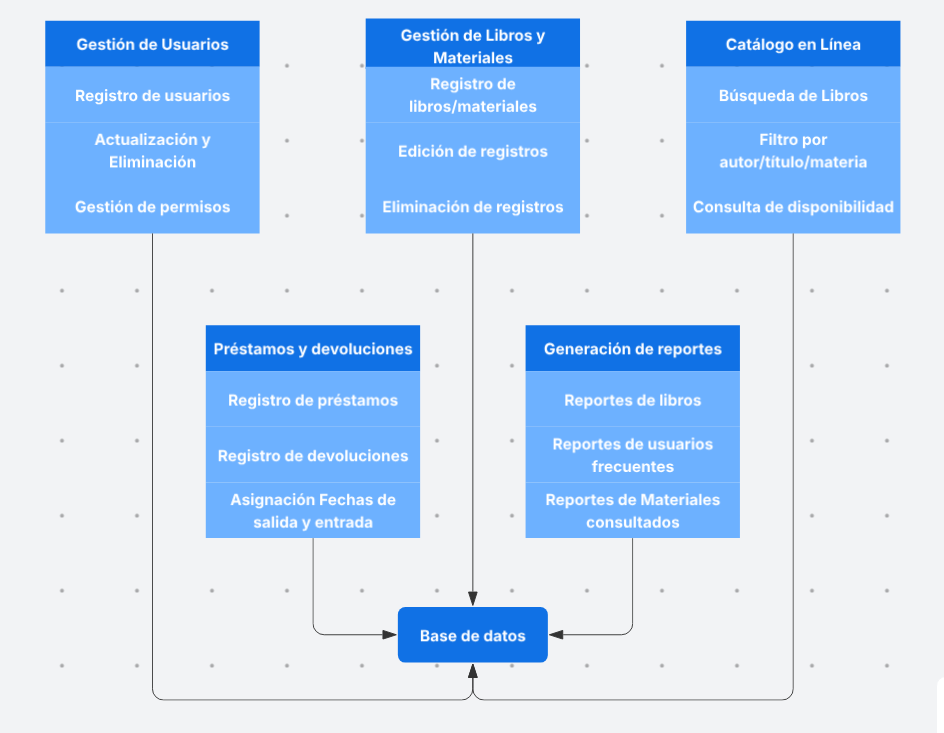 Gestión de Usuarios
Registro de usuarios
Actualización y
Eliminación
Gestión de permisos
Gestión de Libros y
Materiales
Registro de
libros/materiales
Edición de registros
Eliminación de registros
Catálogo en Línea
Búsqueda de Libros
Filtro por
autor/título/materia
Consulta de disponibilidad
Préstamos y devoluciones
Registro de préstamos
Registro de devoluciones
Asignación Fechas de
salida y entrada
Generación de reportes
Reportes de libros
Reportes de usuarios
frecuentes
Reportes de Materiales
consultados
Base de datos